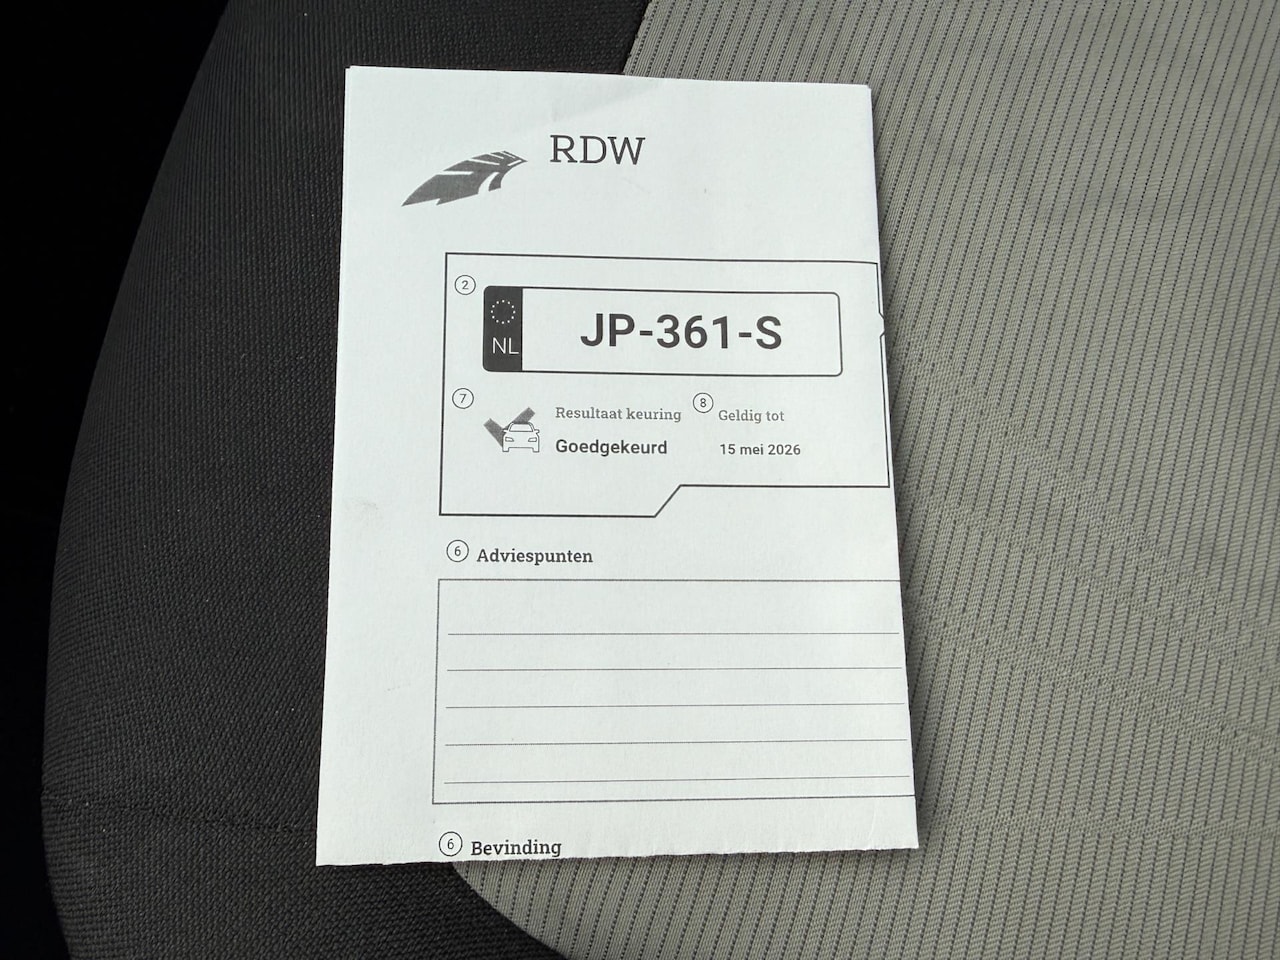 RDW
2
NL
JP-361-S
7
Resultaat keuring
Goedgekeurd
8
Geldig tot
15 mei 2026
6 Adviespunten
6 Bevinding